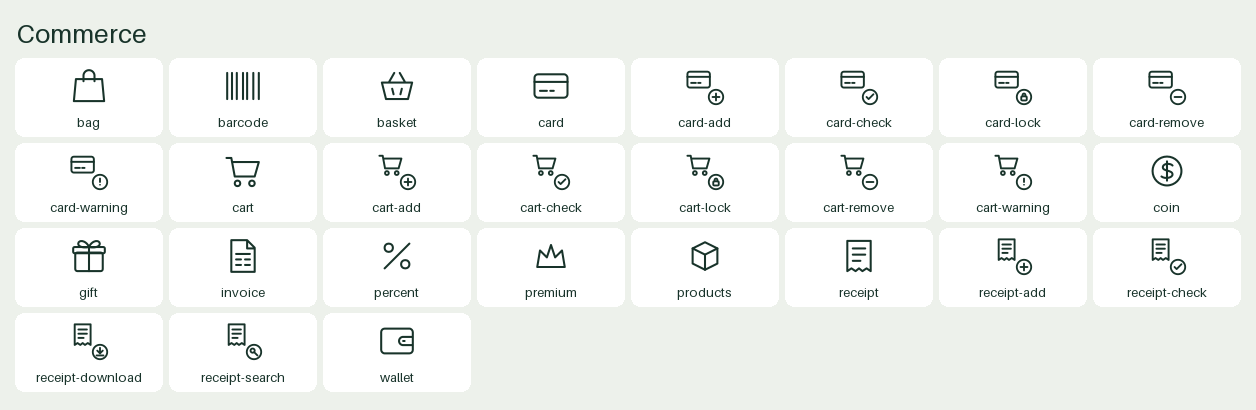 Commerce
bag
barcode
basket
card
card-add
card-check
card-lock
card-remove
card-warning
cart
cart-add
cart-check
cart-lock
cart-remove
cart-warning
coin
gift
invoice
percent
premium
products
receipt
receipt-add
receipt-check
receipt-download
receipt-search
wallet